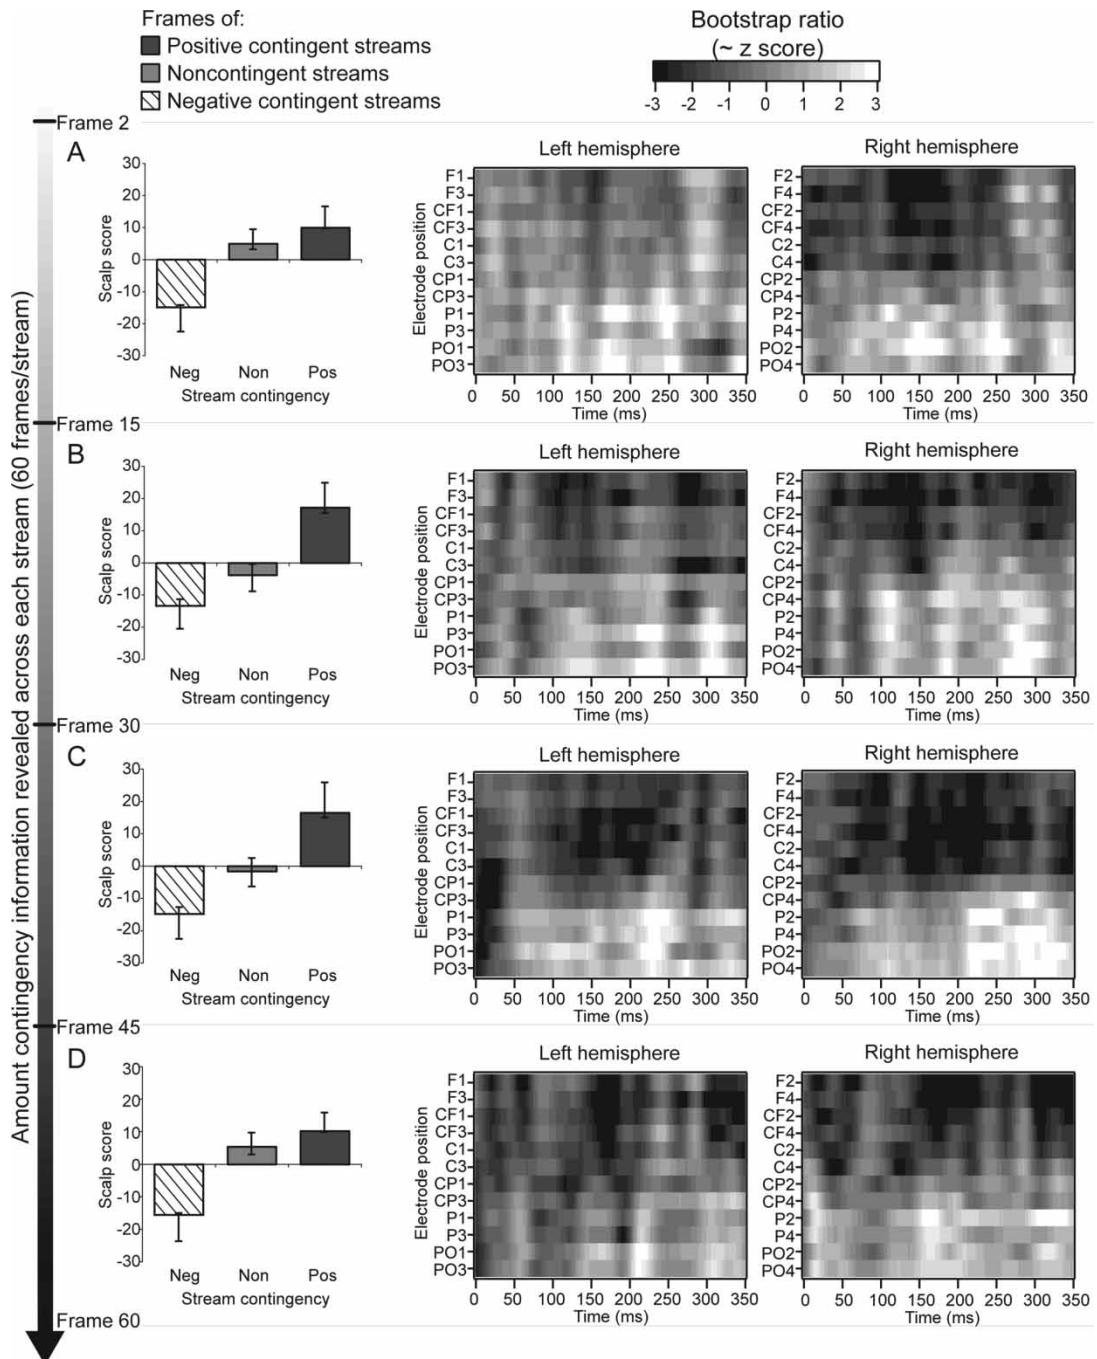 Frames of:
Positive contingent streams
Noncontingent streams
Negative contingent streams
Bootstrap ratio
(~ z score)
-3 -2 -1 0 1 2 3
Amount contingency information revealed across each stream (60 frames/stream)
Frame 2
A
Scalp score
30
20
10
0
-10
-20
-30
Neg Non Pos
Stream contingency
Left hemisphere
Electrode position
F1
F3
CF1
CF3
C1
C3
CP1
CP3
P1
P3
PO1
PO3
0 50 100 150 200 250 300 350
Time (ms)
Right hemisphere
F2
F4
CF2
CF4
C2
C4
CP2
CP4
P2
P4
PO2
PO4
0 50 100 150 200 250 300 350
Time (ms)
Frame 15
B
Scalp score
30
20
10
0
-10
-20
-30
Neg Non Pos
Stream contingency
Left hemisphere
Electrode position
F1
F3
CF1
CF3
C1
C3
CP1
CP3
P1
P3
PO1
PO3
0 50 100 150 200 250 300 350
Time (ms)
Right hemisphere
F2
F4
CF2
CF4
C2
C4
CP2
CP4
P2
P4
PO2
PO4
0 50 100 150 200 250 300 350
Time (ms)
Frame 30
C
Scalp score
30
20
10
0
-10
-20
-30
Neg Non Pos
Stream contingency
Left hemisphere
Electrode position
F1
F3
CF1
CF3
C1
C3
CP1
CP3
P1
P3
PO1
PO3
0 50 100 150 200 250 300 350
Time (ms)
Right hemisphere
F2
F4
CF2
CF4
C2
C4
CP2
CP4
P2
P4
PO2
PO4
0 50 100 150 200 250 300 350
Time (ms)
Frame 45
D
Scalp score
30
20
10
0
-10
-20
-30
Neg Non Pos
Stream contingency
Left hemisphere
Electrode position
F1
F3
CF1
CF3
C1
C3
CP1
CP3
P1
P3
PO1
PO3
0 50 100 150 200 250 300 350
Time (ms)
Right hemisphere
F2
F4
CF2
CF4
C2
C4
CP2
CP4
P2
P4
PO2
PO4
0 50 100 150 200 250 300 350
Time (ms)
Frame 60